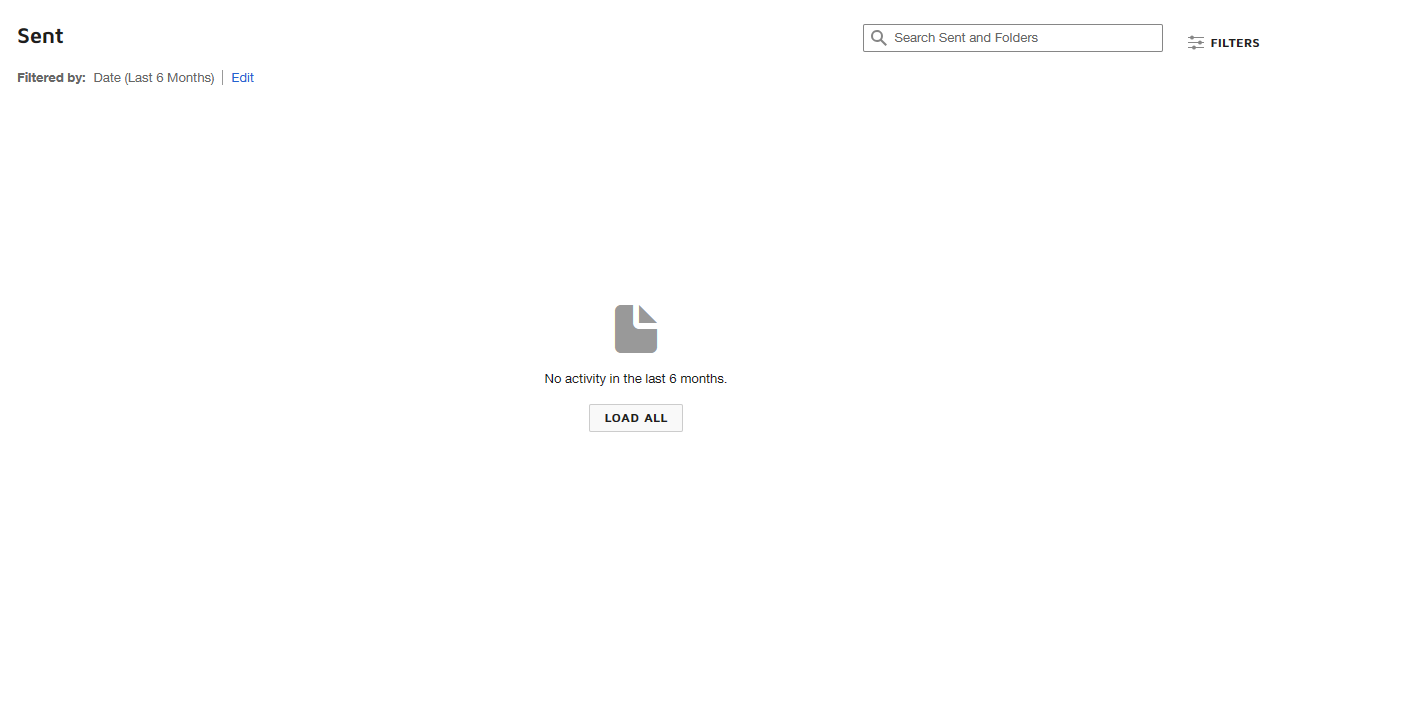 Sent
Search Sent and Folders
FILTERS
Filtered by: Date (Last 6 Months) Edit
No activity in the last 6 months.
LOAD ALL